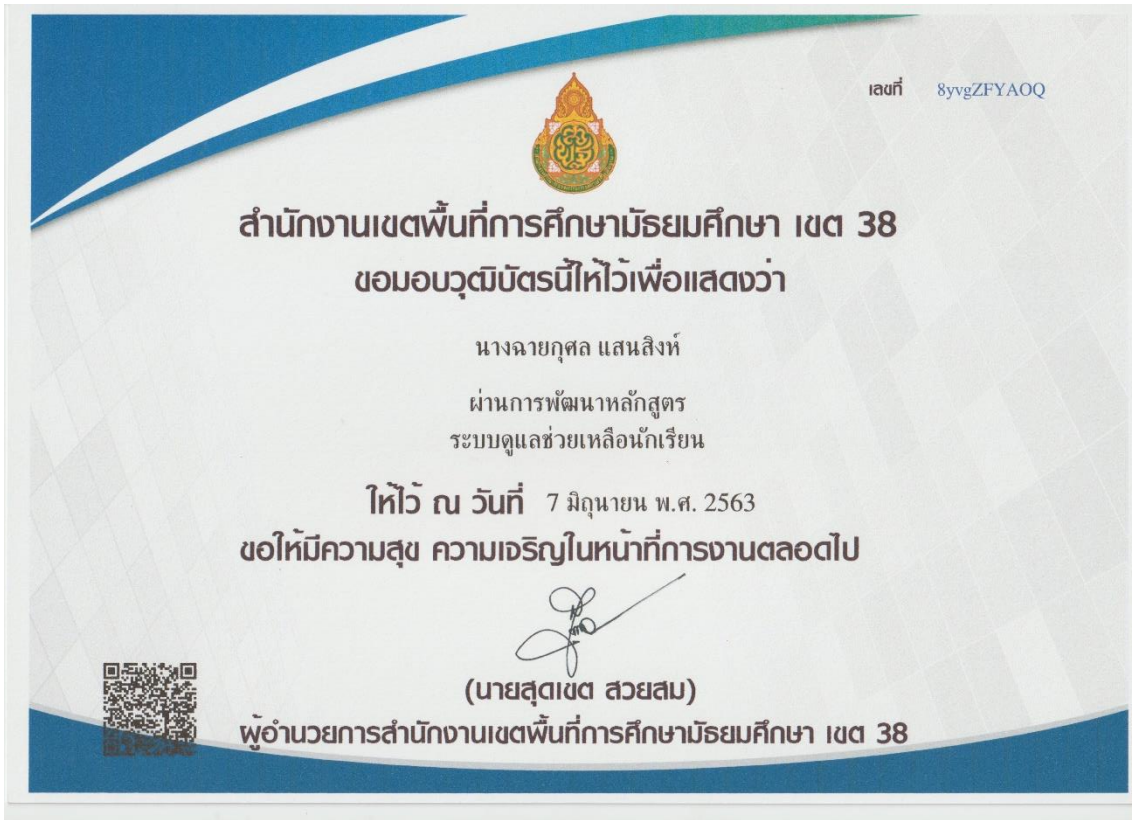 เลขที่ 8yvgZFYAOQ
สำนักงานเขตพื้นที่การศึกษามัธยมศึกษา เขต 38
ขอมอบวุฒิบัตรนี้ให้ไว้เพื่อแสดงว่า
นางฉายกุศล แสนสิงห์
ผ่านการพัฒนาหลักสูตร
ระบบดูแลช่วยเหลือนักเรียน
ให้ไว้ ณ วันที่ 7 มิถุนายน พ.ศ. 2563
ขอให้มีความสุข ความเจริญในหน้าที่การงานตลอดไป
(นายสุดเขต สวยสม)
ผู้อำนวยการสำนักงานเขตพื้นที่การศึกษามัธยมศึกษา เขต 38